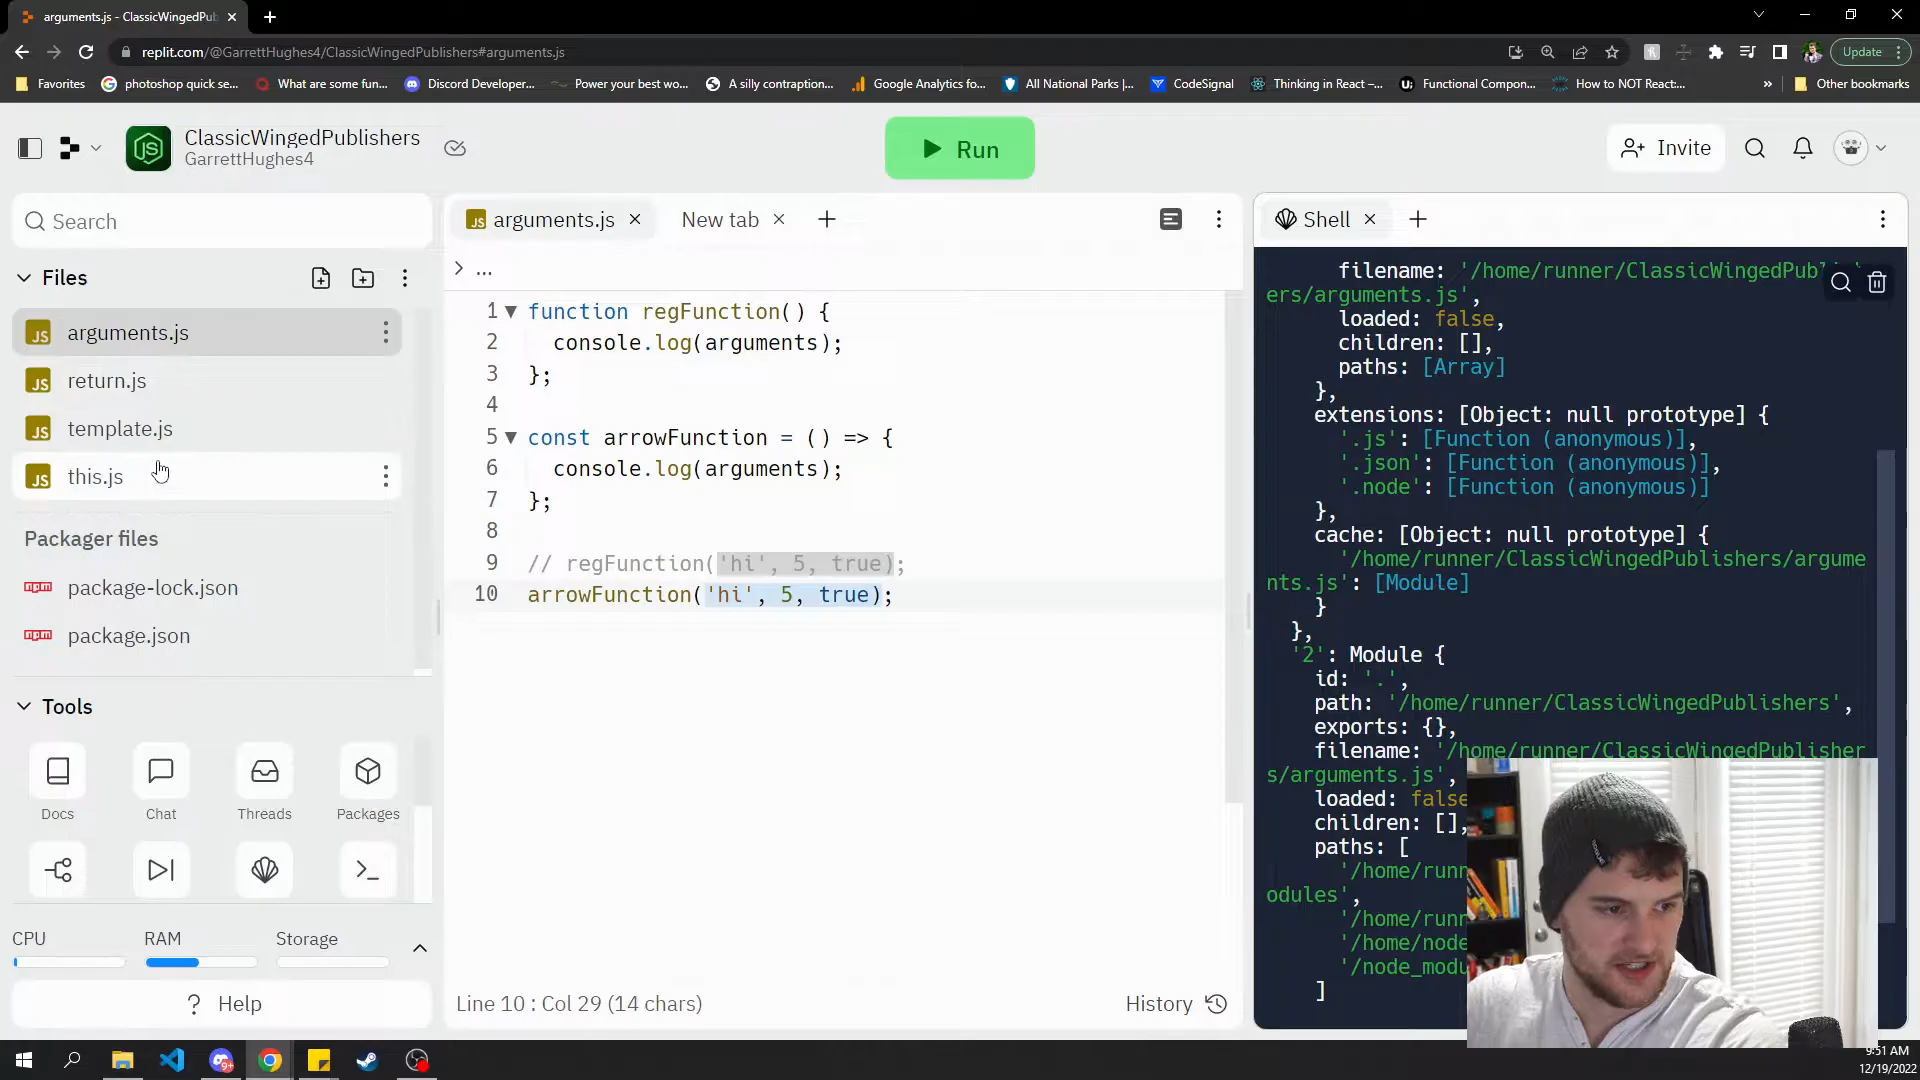 arguments.js - ClassicWingedPub
replit.com/@GarrettHughes4/ClassicWingedPublishers#arguments.js
Update
Favorites
photoshop quick se...
What are some fun...
Discord Developer...
Power your best wo...
A silly contraption...
Google Analytics fo...
All National Parks |...
CodeSignal
Thinking in React –...
Functional Compon...
How to NOT React:...
»
Other bookmarks
ClassicWingedPublishers
GarrettHughes4
Run
Invite
Search
Files
arguments.js
return.js
template.js
this.js
Packager files
package-lock.json
package.json
Tools
Docs
Chat
Threads
Packages
CPU
RAM
Storage
? Help
arguments.js
New tab
> ...
1 function regFunction() {
2 console.log(arguments);
3 };
4
5 const arrowFunction = () => {
6 console.log(arguments);
7 };
8
9 // regFunction('hi', 5, true);
10 arrowFunction('hi', 5, true);
Line 10 : Col 29 (14 chars)
History
Shell
filename: '/home/runner/ClassicWingedPublish
ers/arguments.js',
loaded: false,
children: [],
paths: [Array]
},
extensions: [Object: null prototype] {
'.js': [Function (anonymous)],
'.json': [Function (anonymous)],
'.node': [Function (anonymous)]
},
cache: [Object: null prototype] {
'/home/runner/ClassicWingedPublishers/argume
nts.js': [Module]
}
},
'2': Module {
id: '.',
path: '/home/runner/ClassicWingedPublishers',
exports: {},
filename: '/home/runner/ClassicWingedPublisher
s/arguments.js',
loaded: false
children: [],
paths: [
'/home/runn
odules',
'/home/runn
'/home/node
'/node_modu
]
9:51 AM
12/19/2022